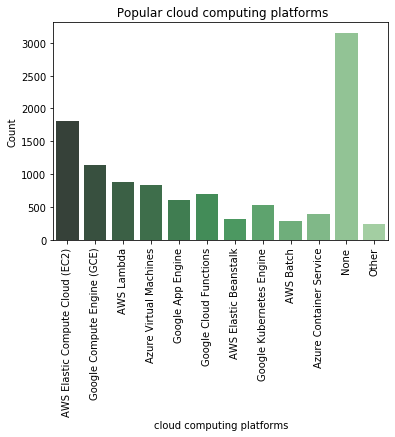 Popular cloud computing platforms
3000
2500
2000
1500
1000
500
0
Count
AWS Elastic Compute Cloud (EC2)
Google Compute Engine (GCE)
AWS Lambda
Azure Virtual Machines
Google App Engine
Google Cloud Functions
AWS Elastic Beanstalk
Google Kubernetes Engine
AWS Batch
Azure Container Service
None
Other
cloud computing platforms